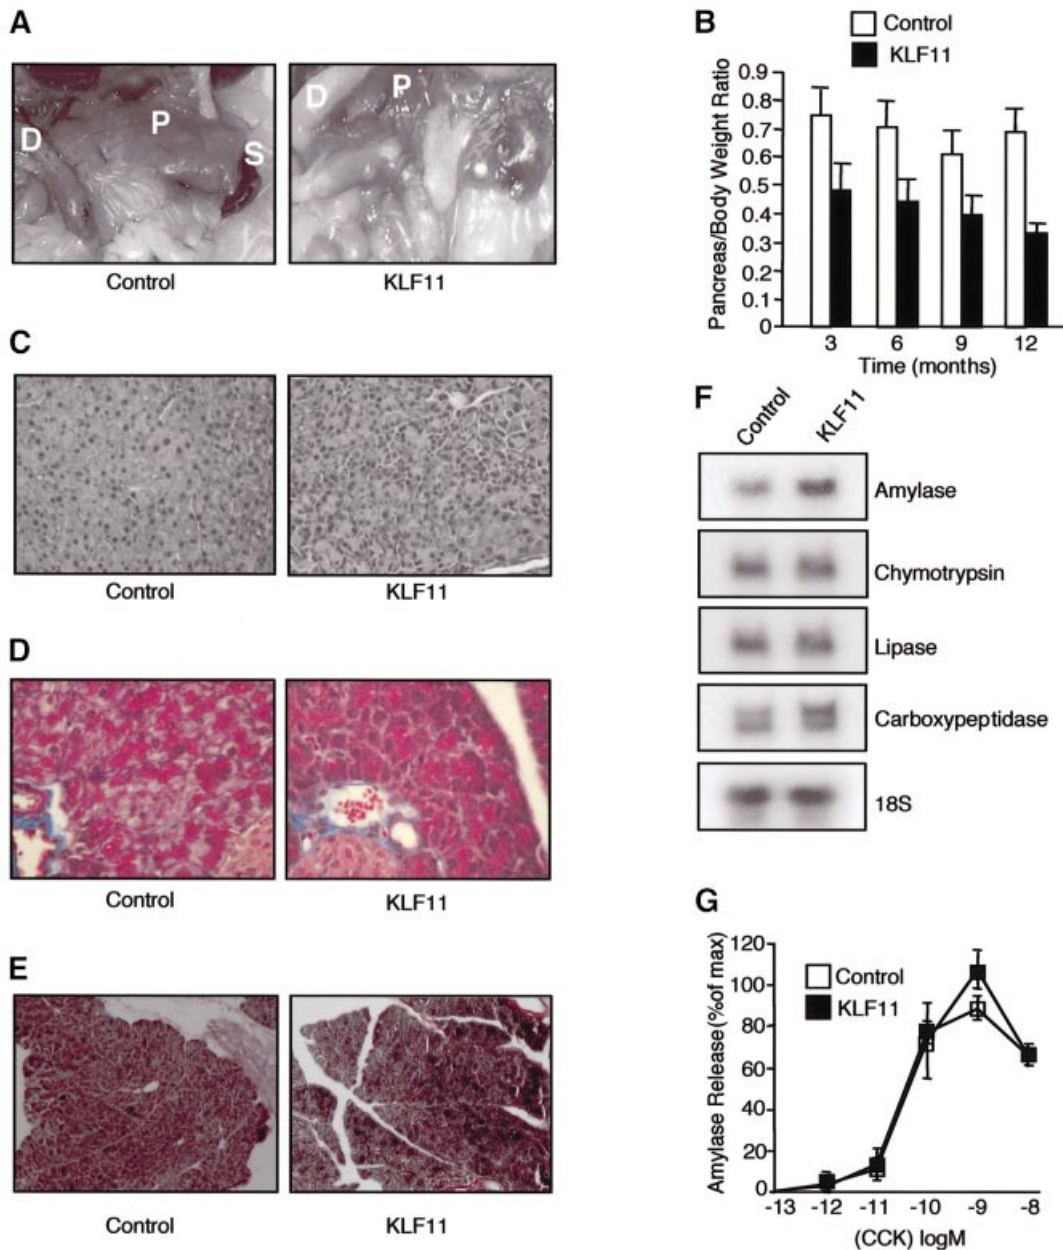 A
D
P
S
Control
D
P
KLF11
B
Control
KLF11
Pancreas/Body Weight Ratio
0.9
0.8
0.7
0.6
0.5
0.4
0.3
0.2
0.1
0
3 6 9 12
Time (months)
C
Control
KLF11
D
Control
KLF11
E
Control
KLF11
F
Control
KLF11
Amylase
Chymotrypsin
Lipase
Carboxypeptidase
18S
G
Amylase Release (%of max)
120
100
80
60
40
20
0
Control
KLF11
-13 -12 -11 -10 -9 -8
(CCK) logM